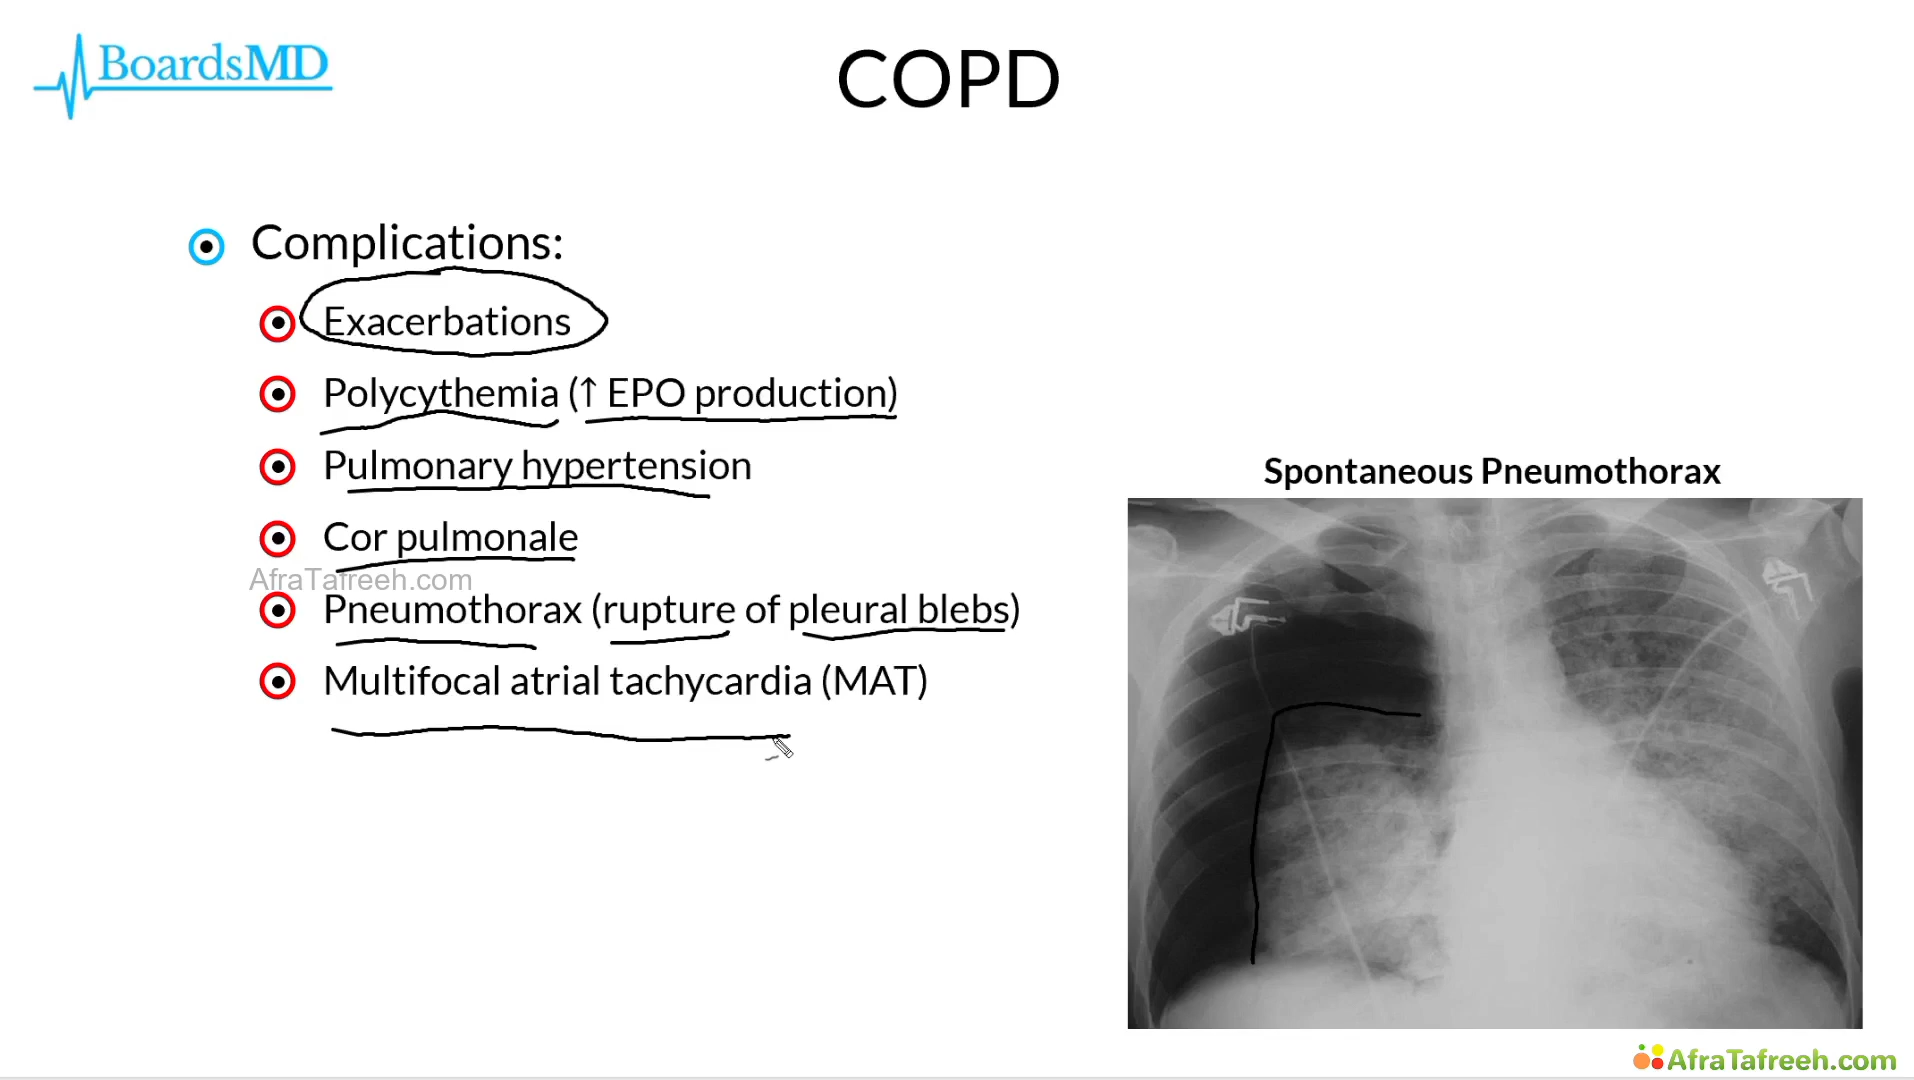 BoardsMD
COPD
Complications:
Exacerbations
Polycythemia (↑ EPO production)
Pulmonary hypertension
Cor pulmonale
AfraTafreeh.com
Pneumothorax (rupture of pleural blebs)
Multifocal atrial tachycardia (MAT)
Spontaneous Pneumothorax
AfraTafreeh.com